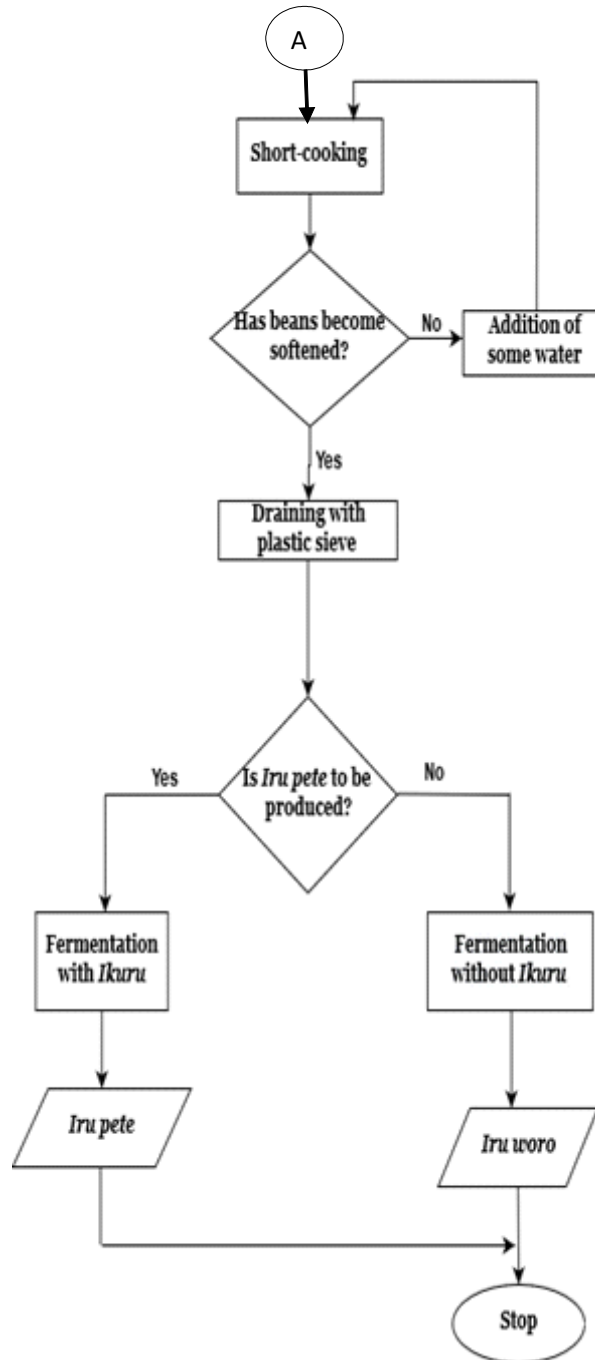 A
Short-cooking
Has beans become
softened?
No
Addition of
some water
Yes
Draining with
plastic sieve
Yes
Is Iru pete to be
produced?
No
Fermentation
with Ikuru
Fermentation
without Ikuru
Iru pete
Iru woro
Stop